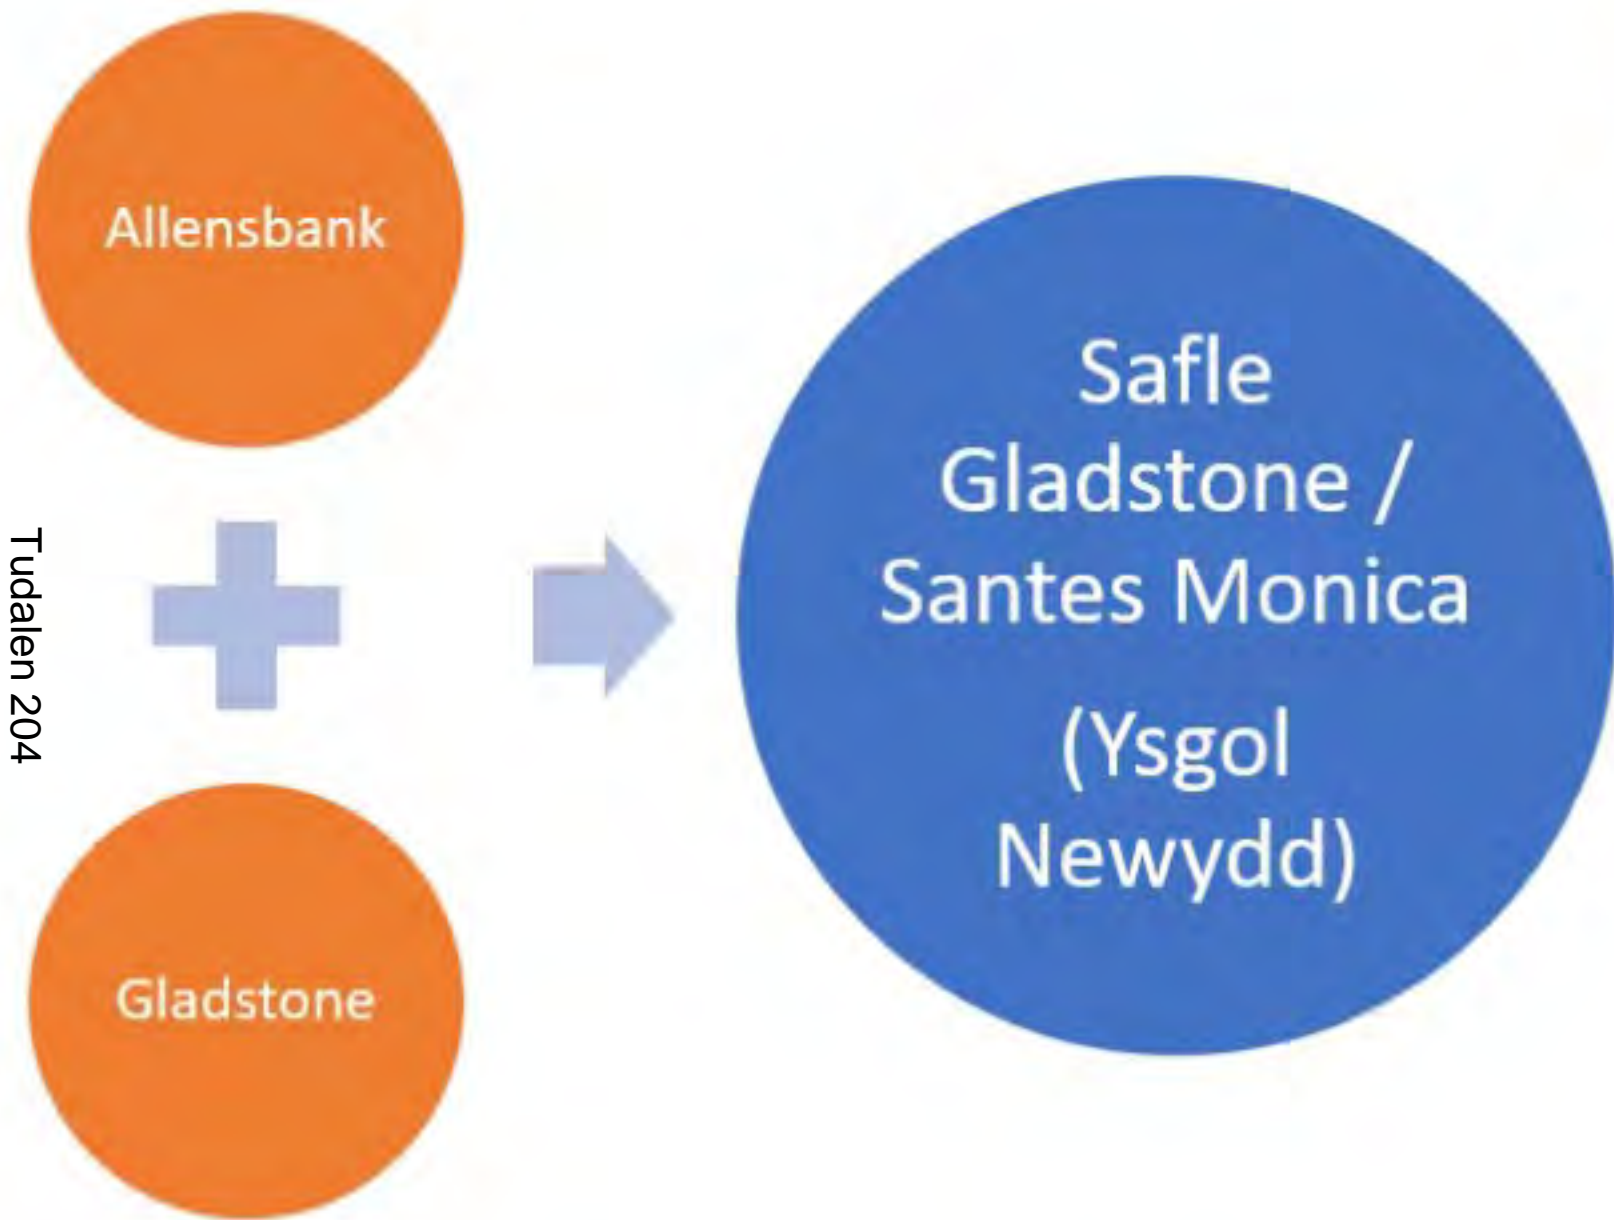 Allensbank
Gladstone
Safle
Gladstone /
Santes Monica
(Ysgol
Newydd)
Tudalen 204